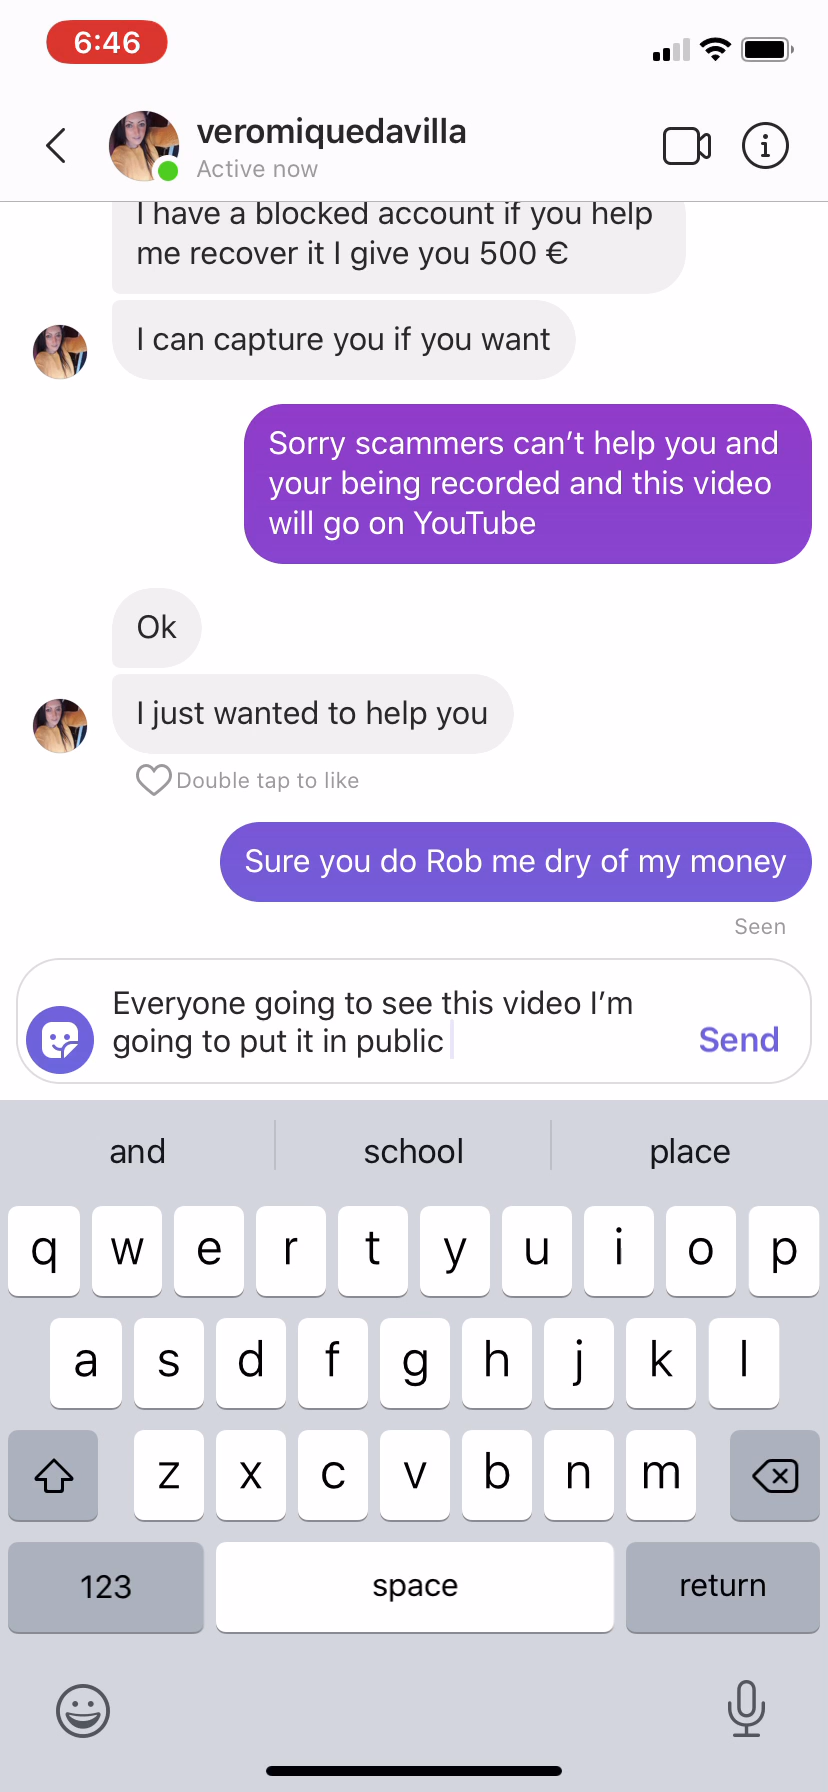 6:46
veromiquedavilla
Active now
I have a blocked account if you help
me recover it I give you 500 €
I can capture you if you want
Sorry scammers can't help you and
your being recorded and this video
will go on YouTube
Ok
I just wanted to help you
Double tap to like
Sure you do Rob me dry of my money
Seen
Everyone going to see this video I'm
going to put it in public
Send
and school place
q w e r t y u i o p
a s d f g h j k l
z x c v b n m
123 space return